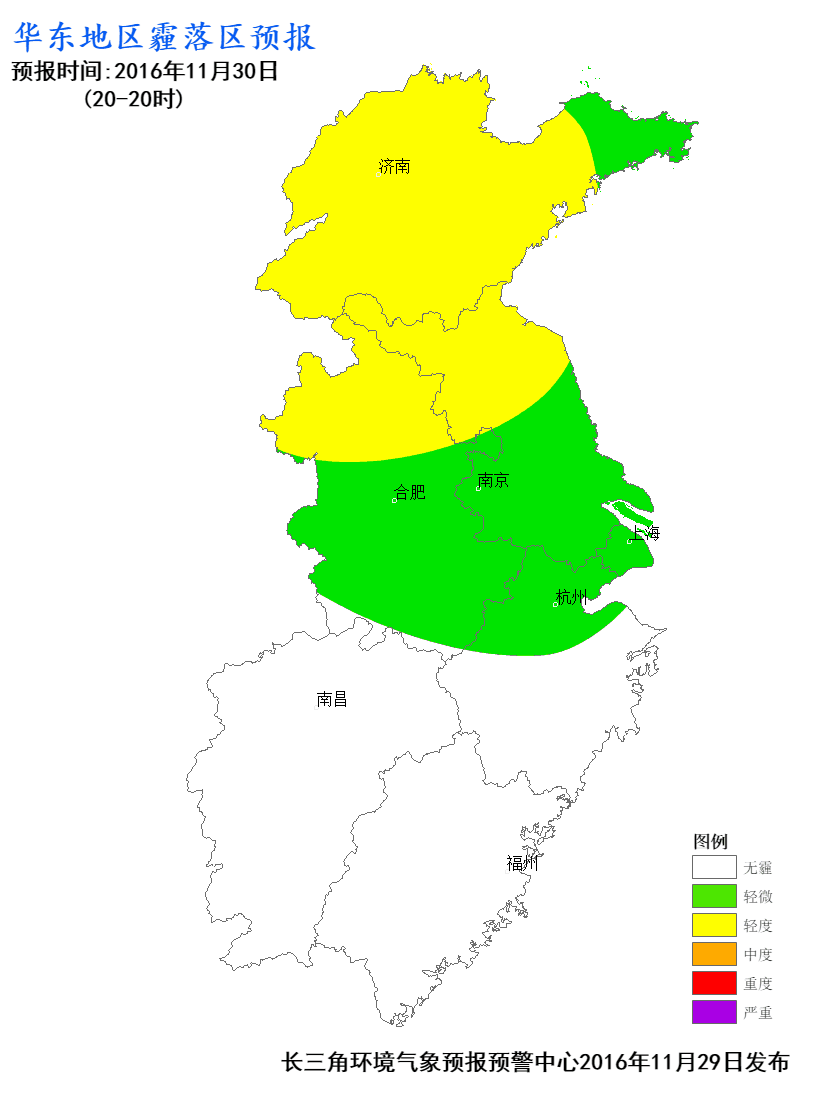 华东地区霾落区预报
预报时间:2016年11月30日
(20-20时)
济南
南京
合肥
上海
杭州
南昌
福州
图例
无霾
轻微
轻度
中度
重度
严重
长三角环境气象预报预警中心2016年11月29日发布